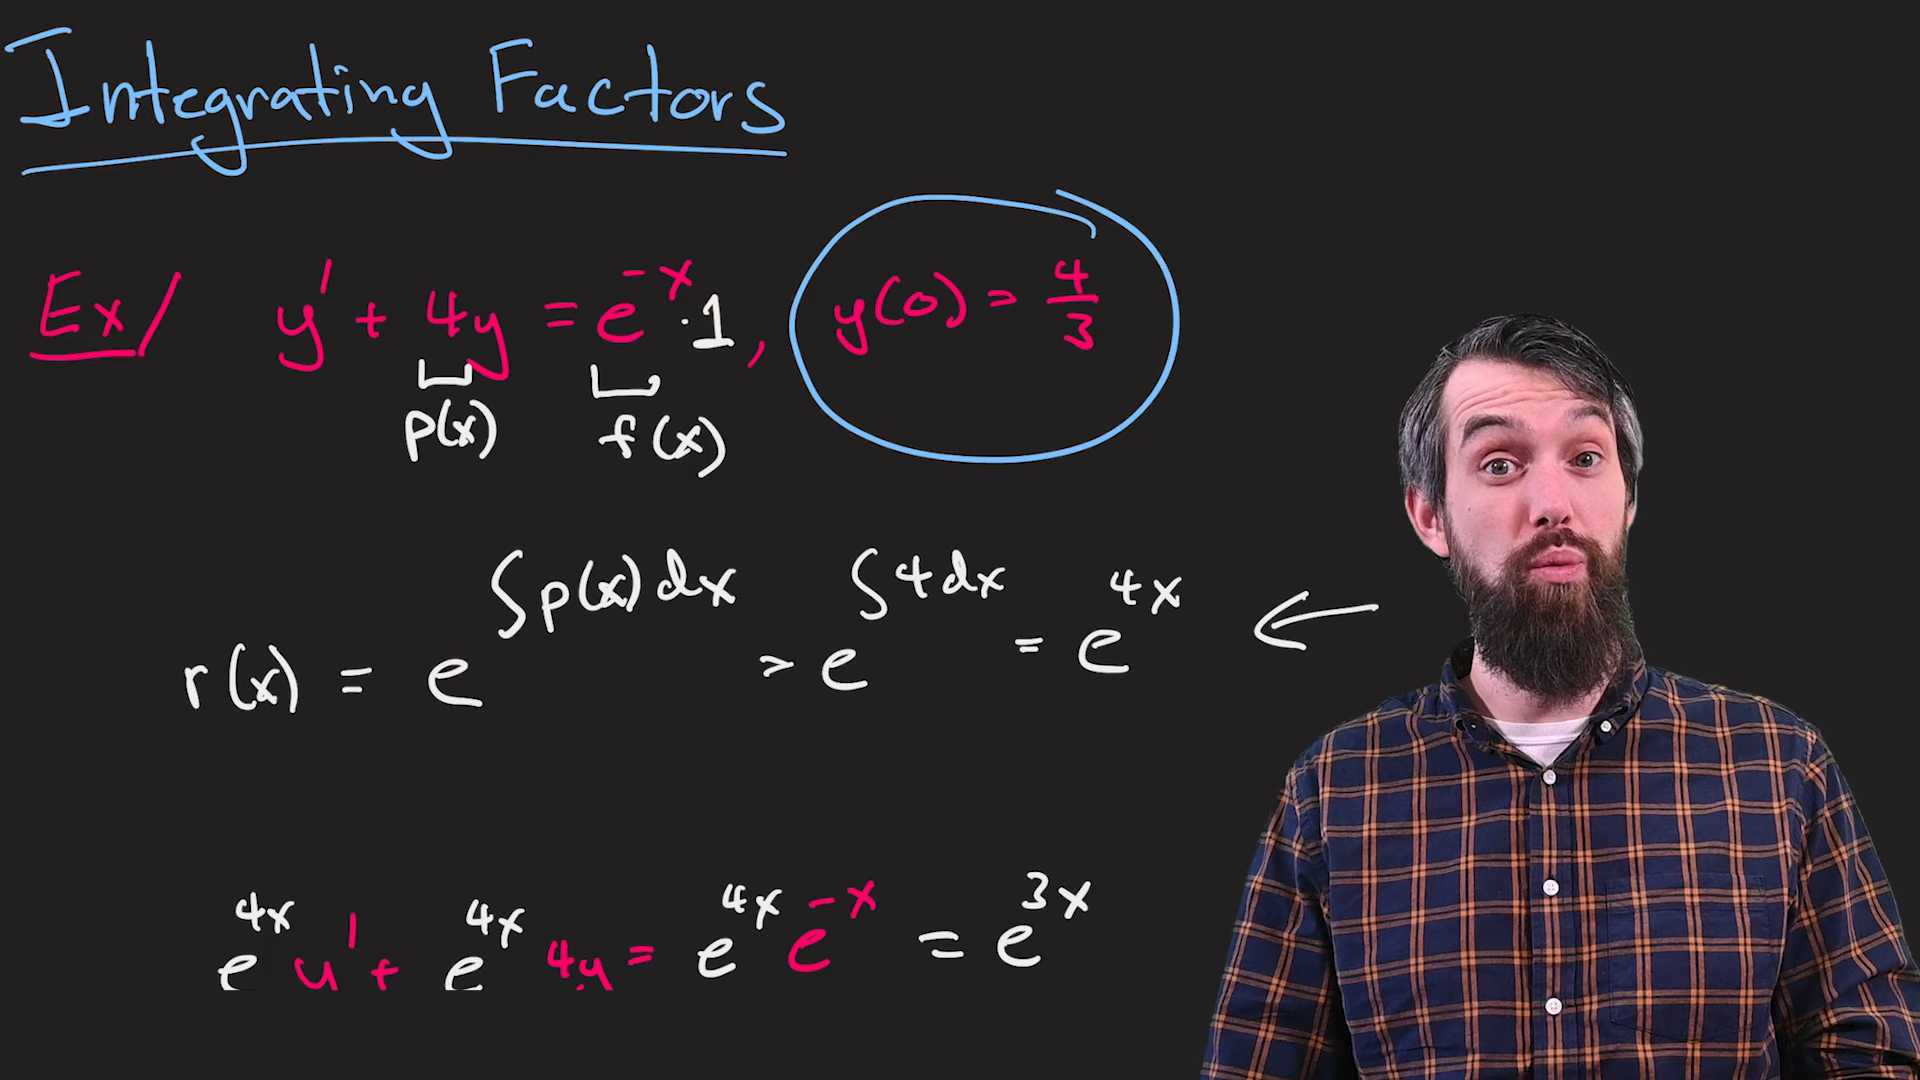 Integrating Factors
Ex/ y' + 4y = e^{-x} · 1, y(0) = 4/3
p(x) f(x)
r(x) = e^{∫p(x)dx} = e^{∫4dx} = e^{4x} ←
e^{4x} y' + e^{4x} 4y = e^{4x} e^{-x} = e^{3x}